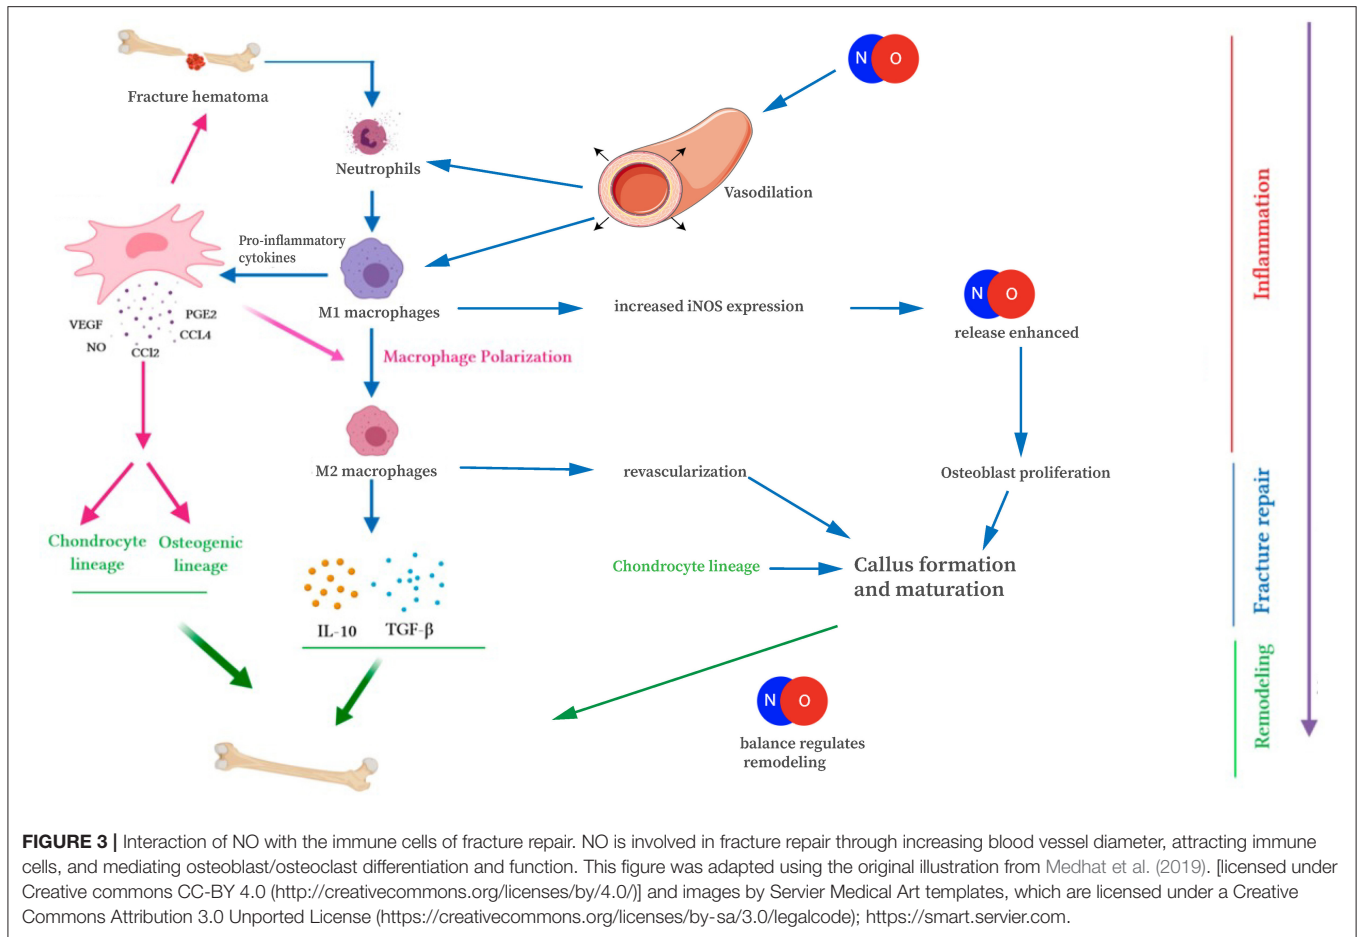 N O
Fracture hematoma
Neutrophils
Vasodilation
Pro-inflammatory
cytokines
M1 macrophages
increased iNOS expression
N O
release enhanced
VEGF
PGE2
CCL4
NO
CCl2
Macrophage Polarization
M2 macrophages
revascularization
Osteoblast proliferation
Chondrocyte
lineage
Osteogenic
lineage
Chondrocyte lineage
Callus formation
and maturation
IL-10
TGF-β
N O
balance regulates
remodeling
Inflammation
Fracture repair
Remodeling
FIGURE 3 | Interaction of NO with the immune cells of fracture repair. NO is involved in fracture repair through increasing blood vessel diameter, attracting immune
cells, and mediating osteoblast/osteoclast differentiation and function. This figure was adapted using the original illustration from Medhat et al. (2019). [licensed under
Creative commons CC-BY 4.0 (http://creativecommons.org/licenses/by/4.0/)] and images by Servier Medical Art templates, which are licensed under a Creative
Commons Attribution 3.0 Unported License (https://creativecommons.org/licenses/by-sa/3.0/legalcode); https://smart.servier.com.